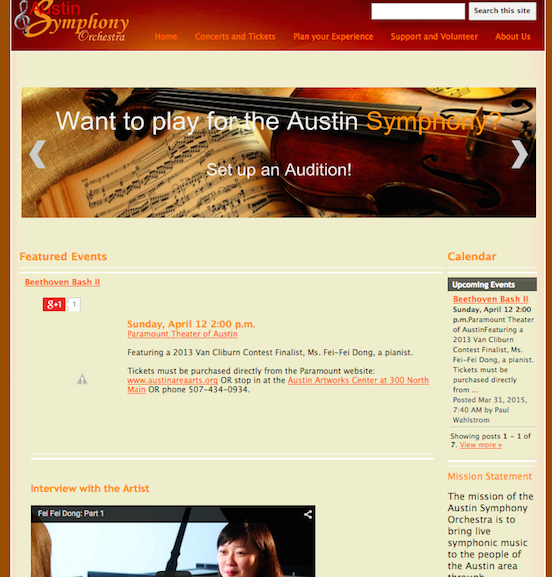 Austin
Symphony
Orchestra
Search this site
Home
Concerts and Tickets
Plan your Experience
Support and Volunteer
About Us
Want to play for the Austin Symphony?
Set up an Audition!
Featured Events
Beethoven Bash II
g+1
1
Sunday, April 12 2:00 p.m.
Paramount Theater of Austin
Featuring a 2013 Van Cliburn Contest Finalist, Ms. Fei-Fei Dong, a pianist.
Tickets must be purchased directly from the Paramount website:
www.austinareaarts.org OR stop in at the Austin Artworks Center at 300 North
Main OR phone 507-434-0934.
Interview with the Artist
Fei Fei Dong: Part 1
Calendar
Upcoming Events
Beethoven Bash II
Sunday, April 12 2:00
p.m.Paramount Theater
of AustinFeaturing a
2013 Van Cliburn
Contest Finalist, Ms.
Fei-Fei Dong, a pianist.
Tickets must be
purchased directly
from ...
Posted Mar 31, 2015,
7:40 AM by Paul
Wahlstrom
Showing posts 1 - 1 of
7. View more »
Mission Statement
The mission of the
Austin Symphony
Orchestra is to
bring live
symphonic music
to the people of
the Austin area
through